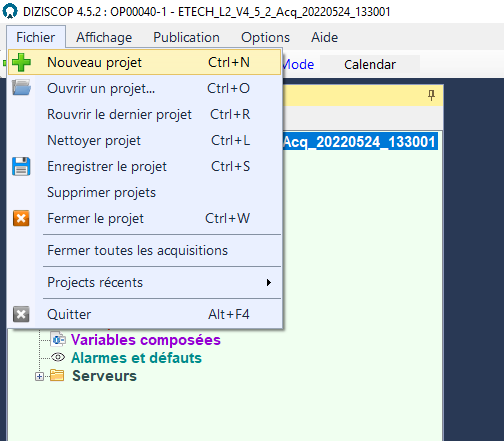 DIZISCOP 4.5.2 : OP00040-1 - ETECH_L2_V4_5_2_Acq_20220524_133001
Fichier Affichage Publication Options Aide
Mode Calendar
Nouveau projet Ctrl+N
Ouvrir un projet... Ctrl+O
Rouvrir le dernier projet Ctrl+R
Acq_20220524_133001
Nettoyer projet Ctrl+L
Enregistrer le projet Ctrl+S
Supprimer projets
Fermer le projet Ctrl+W
Fermer toutes les acquisitions
Projects récents
Quitter Alt+F4
Variables composées
Alarmes et défauts
Serveurs